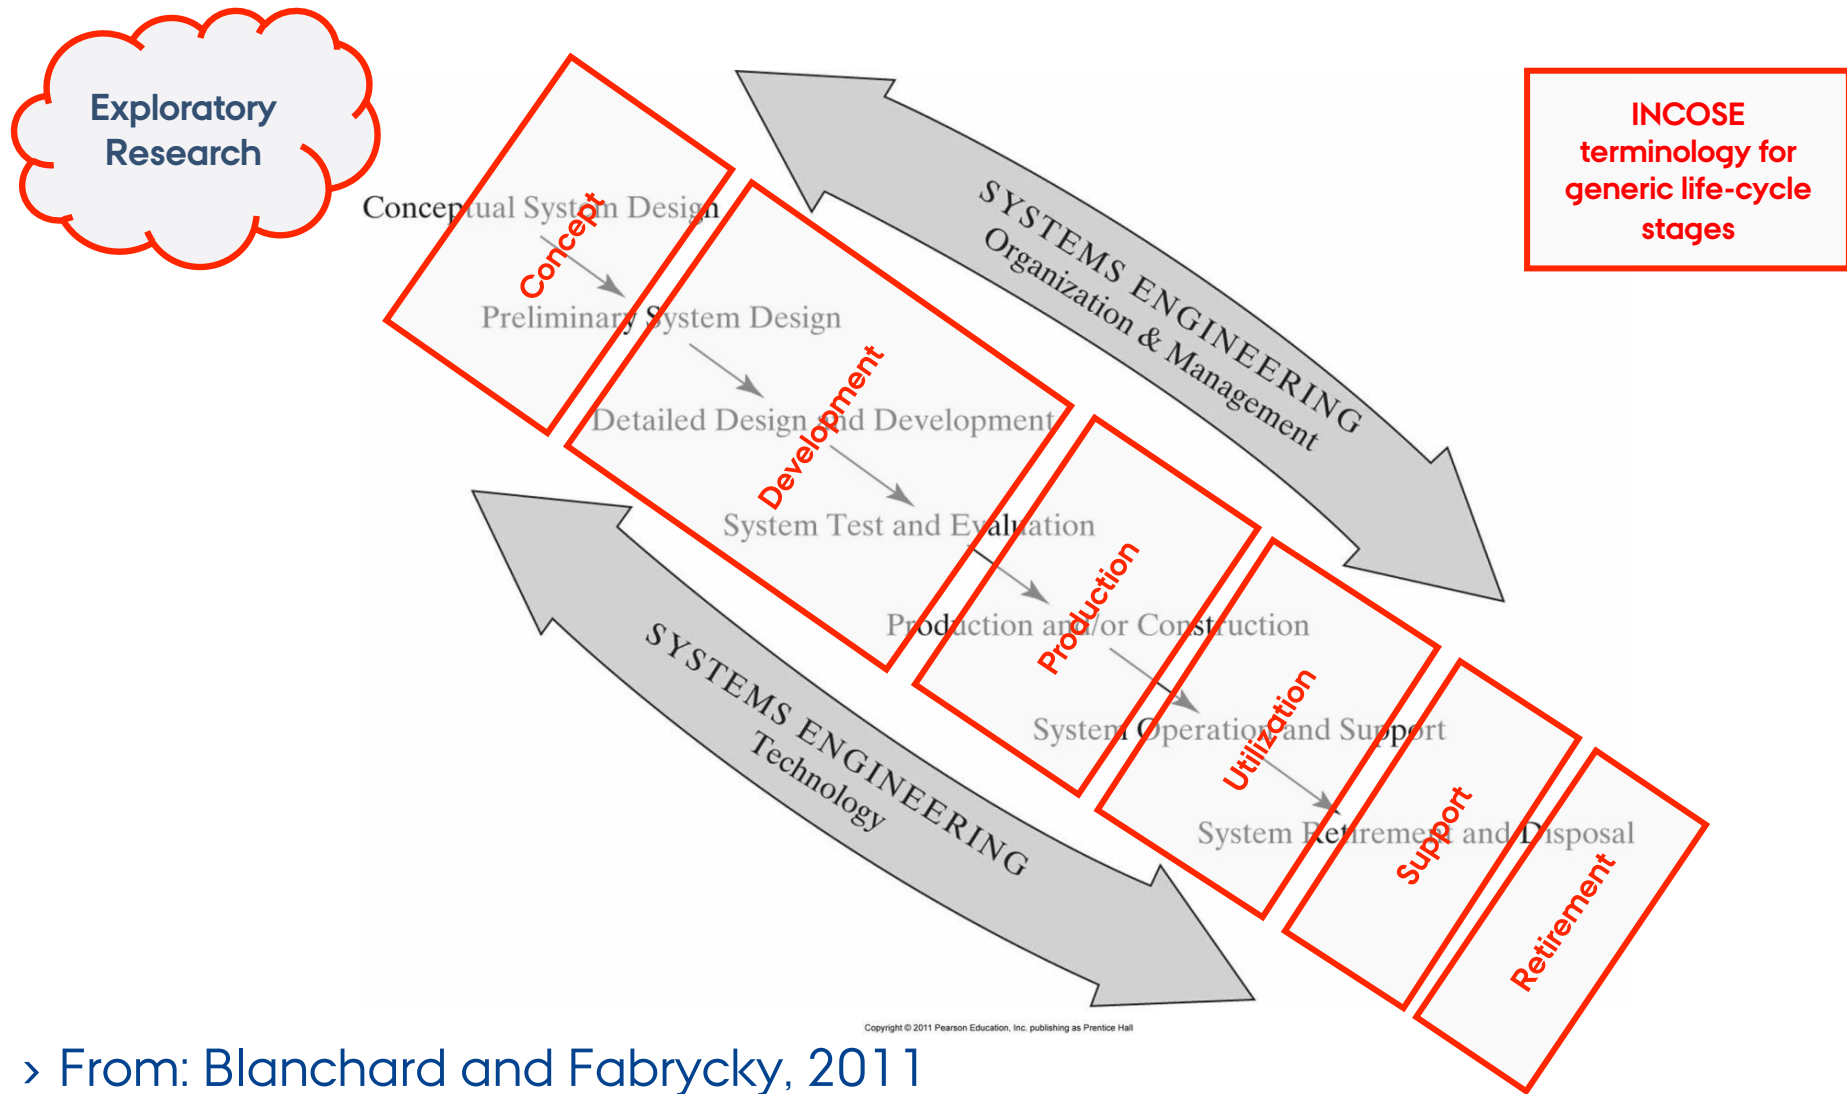 Exploratory
Research
INCOSE
terminology for
generic life-cycle
stages
SYSTEMS ENGINEERING
Organization & Management
Conceptual System Design
Concept
Preliminary System Design
Development
Detailed Design and Development
System Test and Evaluation
Production
Production and/or Construction
Utilization
System Operation and Support
Support
System Retirement and Disposal
Retirement
SYSTEMS ENGINEERING
Technology
Copyright © 2011 Pearson Education, Inc. publishing as Prentice Hall
› From: Blanchard and Fabrycky, 2011